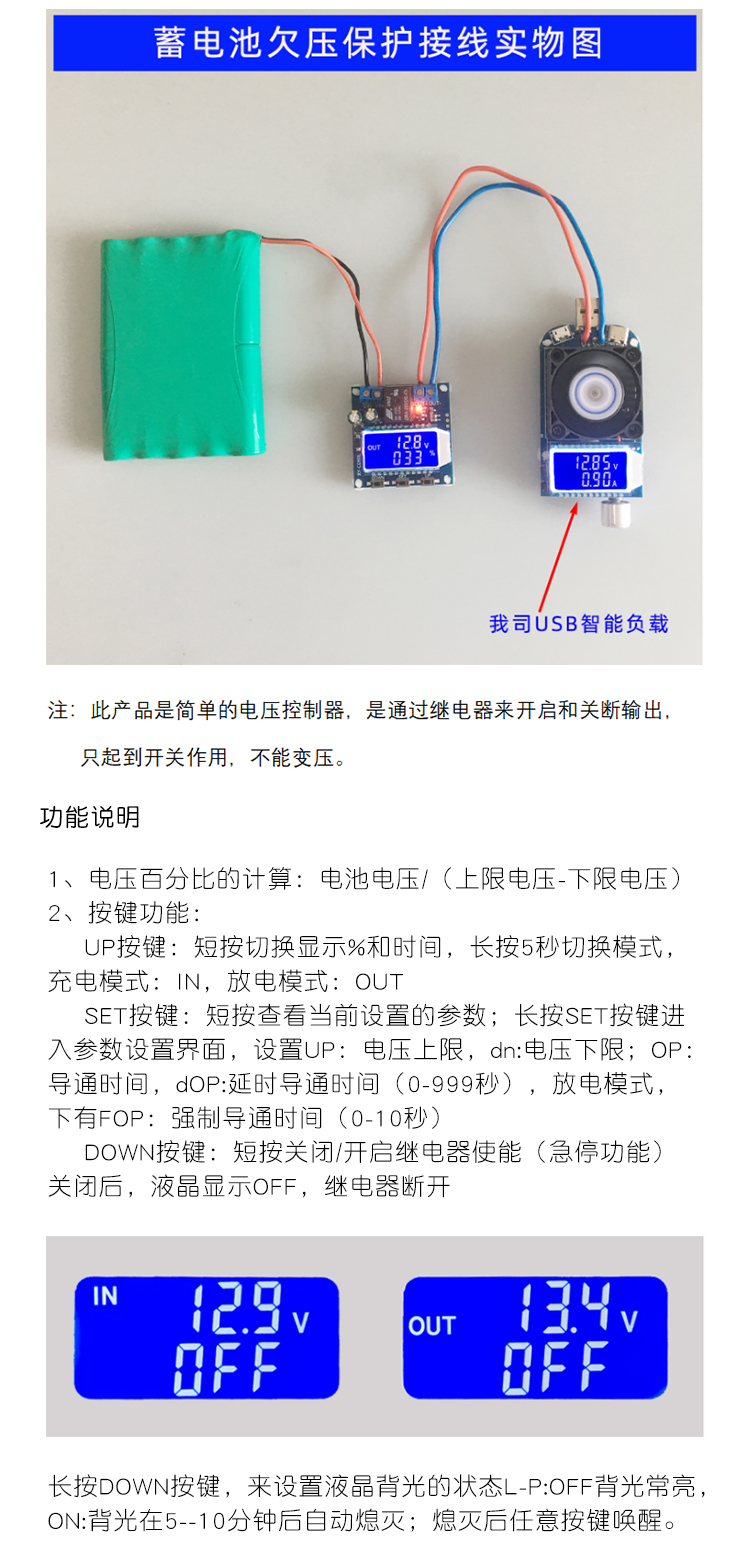 蓄电池欠压保护接线实物图
OUT 12.8 V
033 %
12.85 V
0.90 A
我司USB智能负载
注：此产品是简单的电压控制器，是通过继电器来开启和关断输出，
只起到开关作用，不能变压。
功能说明
1、电压百分比的计算：电池电压/（上限电压-下限电压）
2、按键功能：
UP按键：短按切换显示%和时间，长按5秒切换模式，
充电模式：IN，放电模式：OUT
SET按键：短按查看当前设置的参数；长按SET按键进
入参数设置界面，设置UP：电压上限，dn:电压下限；OP：
导通时间，dOP:延时导通时间（0-999秒），放电模式，
下有FOP：强制导通时间（0-10秒）
DOWN按键：短按关闭/开启继电器使能（急停功能）
关闭后，液晶显示OFF，继电器断开
IN 12.9 V
OFF
OUT 13.4 V
OFF
长按DOWN按键，来设置液晶背光的状态L-P:OFF背光常亮，
ON:背光在5--10分钟后自动熄灭；熄灭后任意按键唤醒。